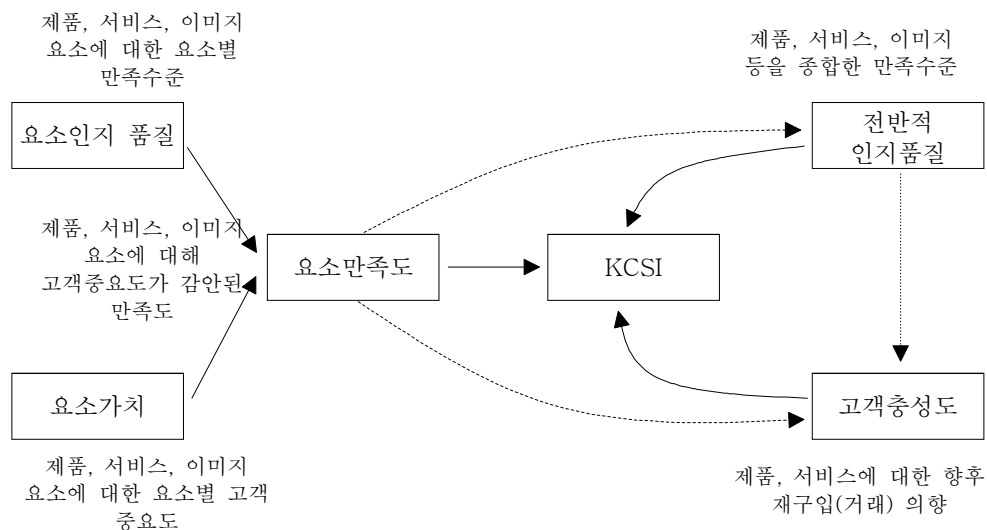 제품, 서비스, 이미지
요소에 대한 요소별
만족수준
요소인지 품질
제품, 서비스, 이미지
요소에 대해
고객중요도가 감안된
만족도
요소가치
제품, 서비스, 이미지
요소에 대한 요소별 고객
중요도
요소만족도
KCSI
제품, 서비스, 이미지
등을 종합한 만족수준
전반적
인지품질
고객충성도
제품, 서비스에 대한 향후
재구입(거래) 의향